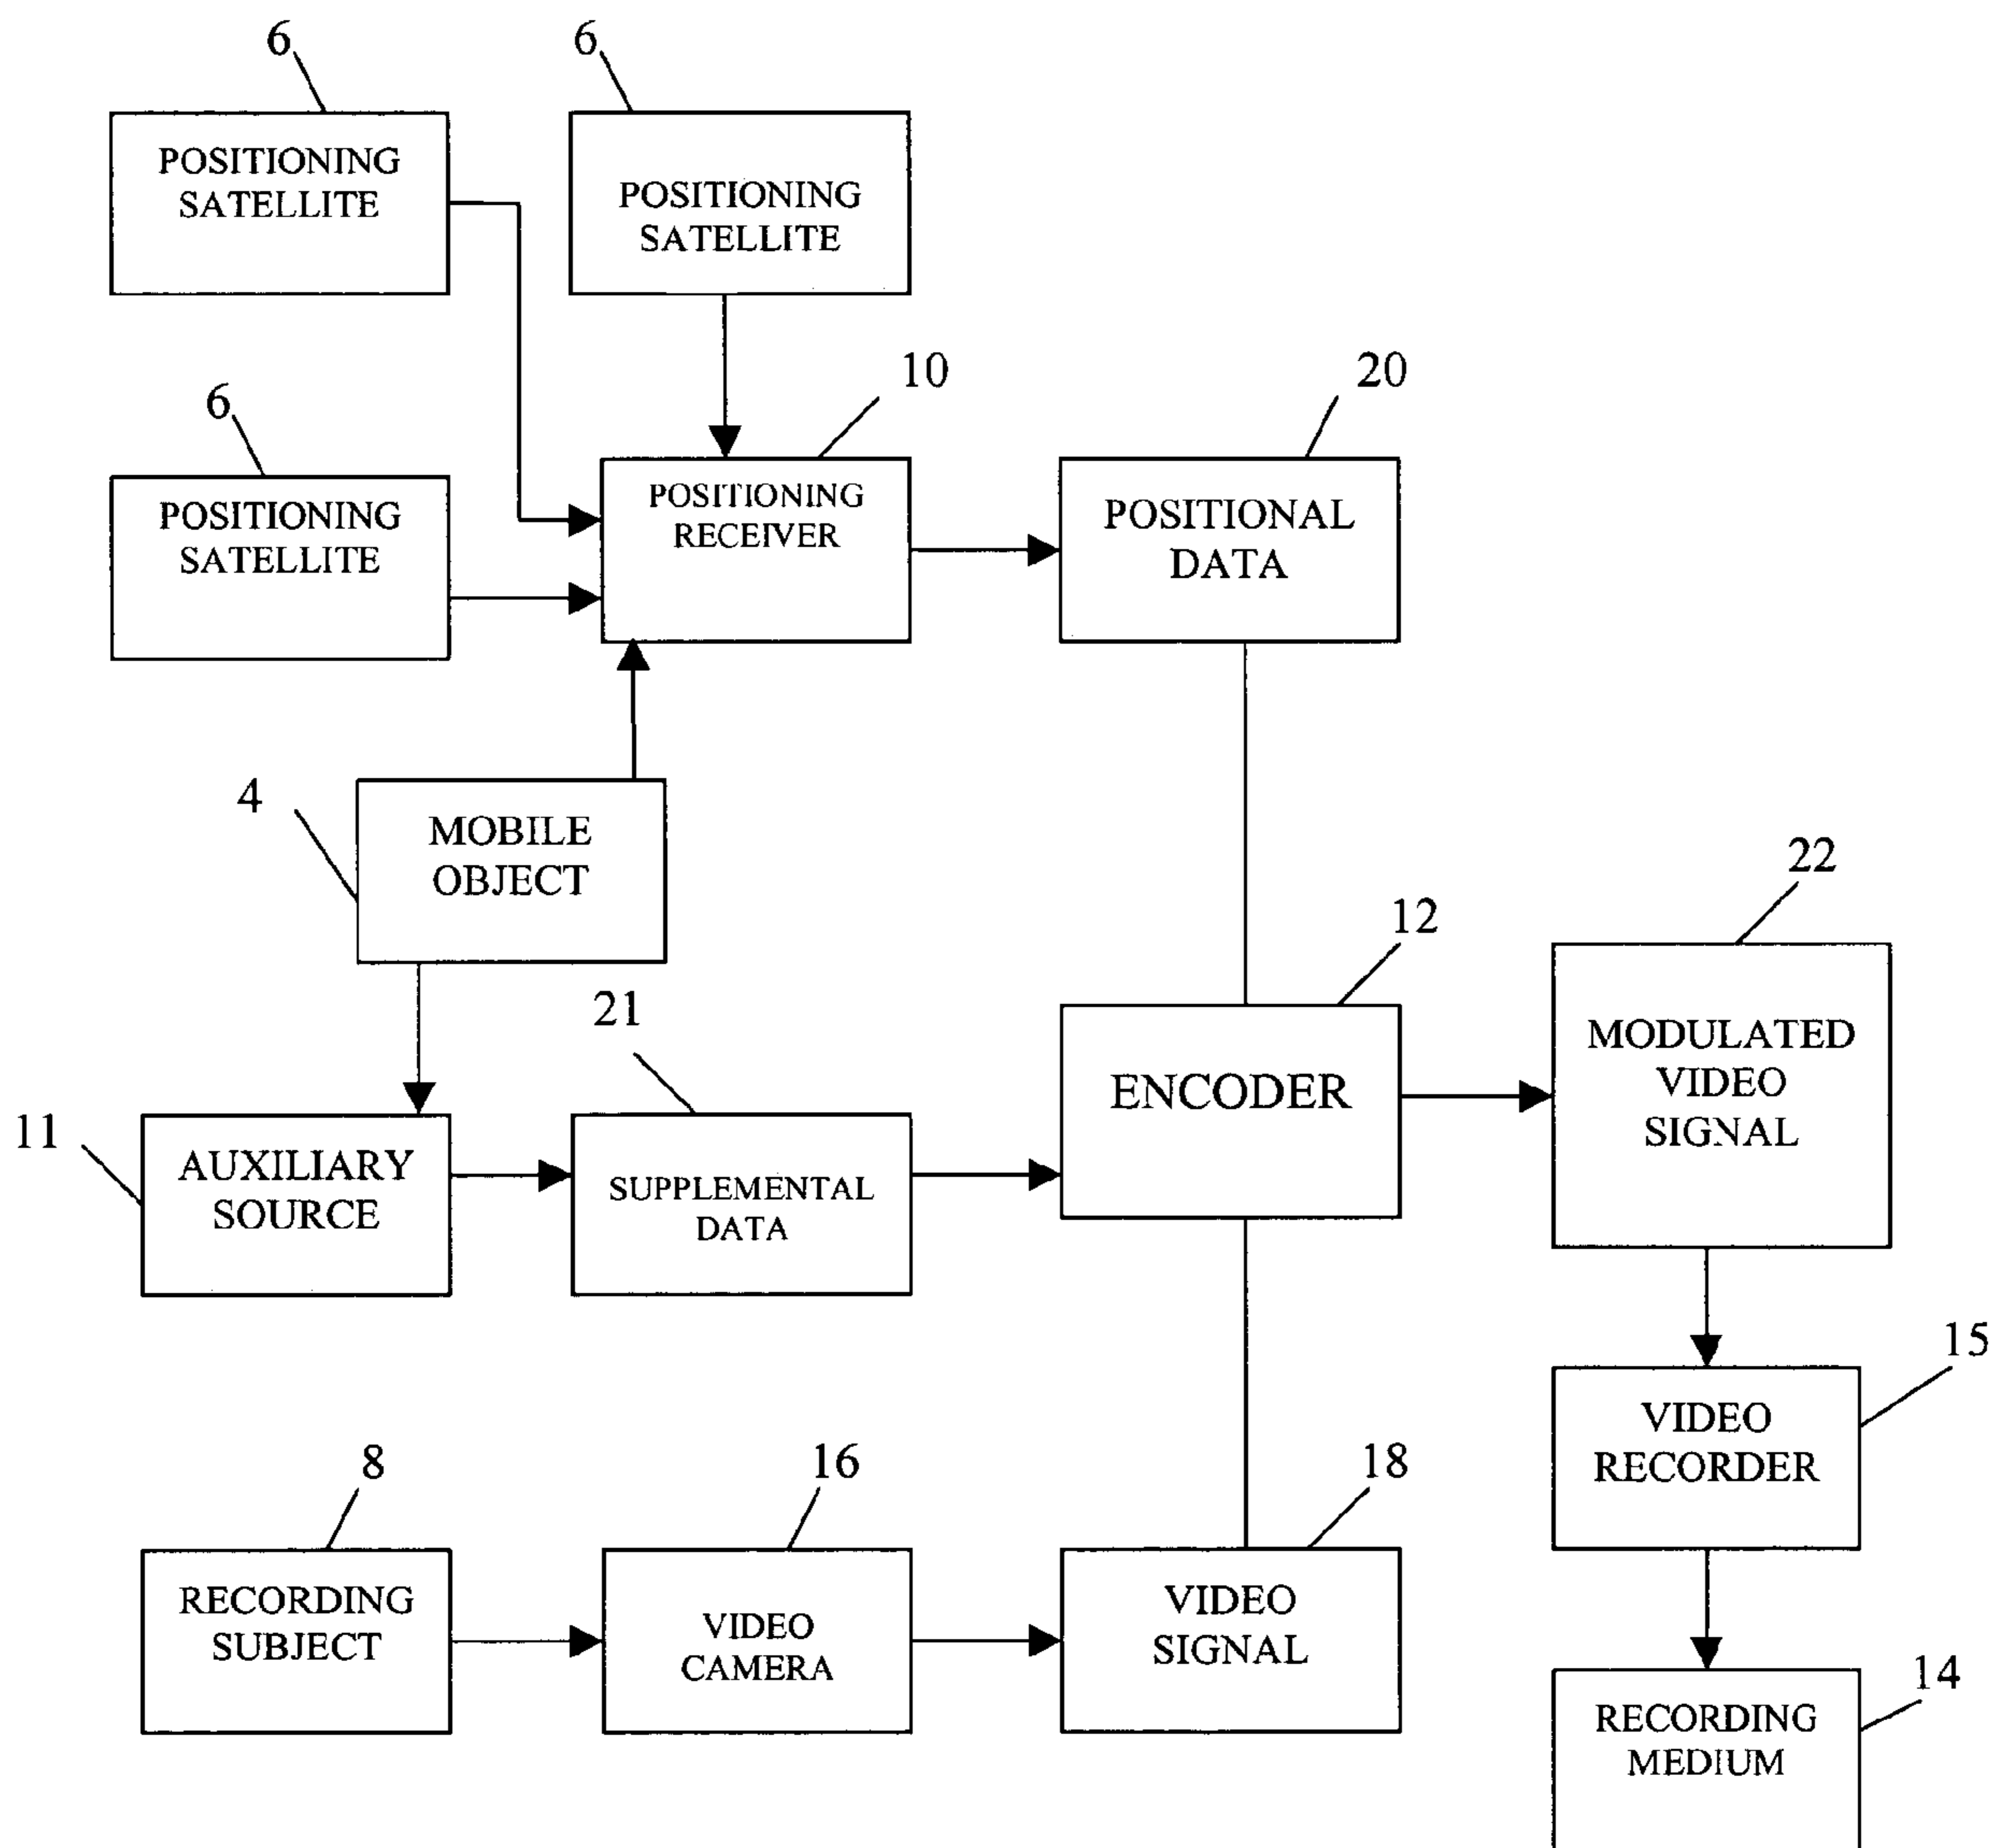 6
6
POSITIONING
SATELLITE
POSITIONING
SATELLITE
10
20
6
POSITIONING
SATELLITE
POSITIONING
RECEIVER
POSITIONAL
DATA
4
MOBILE
OBJECT
22
12
21
MODULATED
VIDEO
SIGNAL
ENCODER
11
AUXILIARY
SOURCE
SUPPLEMENTAL
DATA
15
VIDEO
RECORDER
8
16
18
RECORDING
SUBJECT
VIDEO
CAMERA
VIDEO
SIGNAL
14
RECORDING
MEDIUM